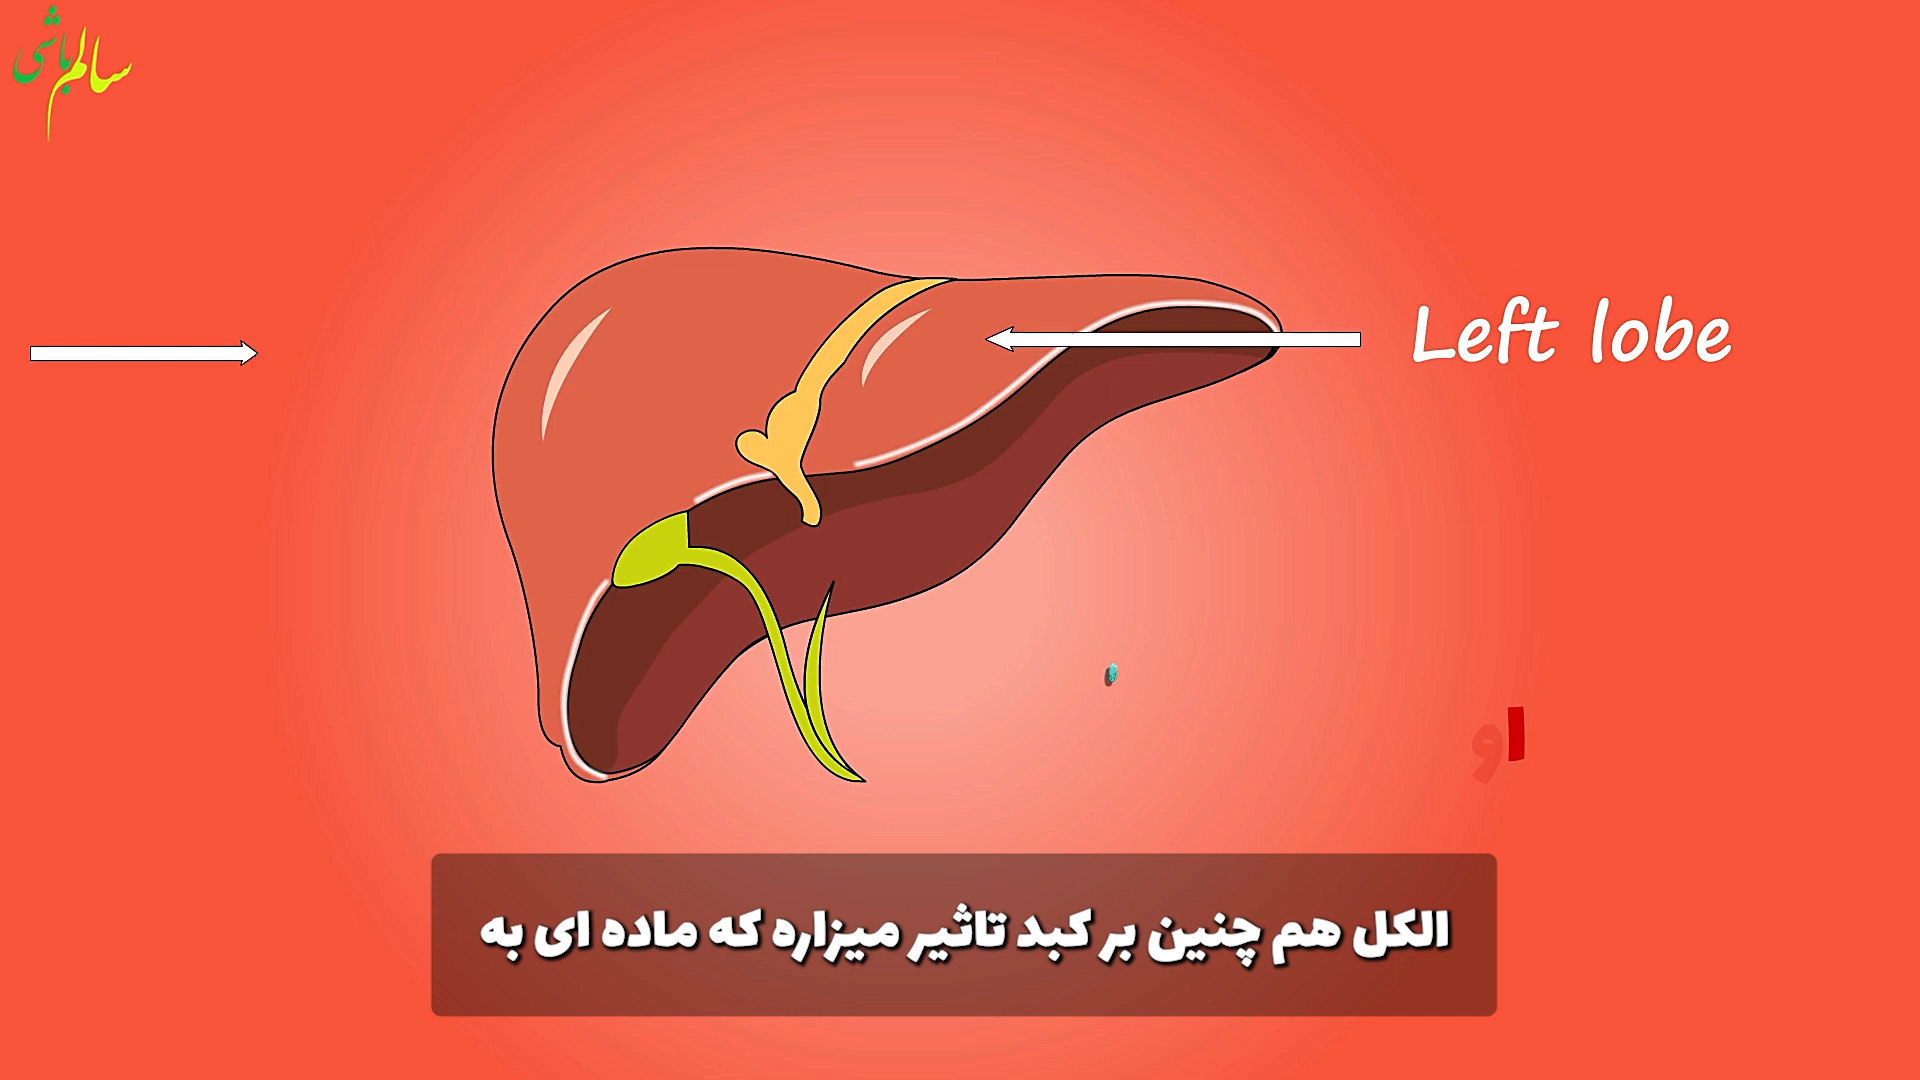 سالم باشی
Left lobe
او
الکل هم چنین بر کبد تاثیر میزاره که ماده ای به